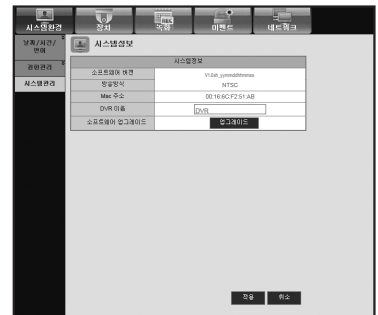 시스템환경 장치 녹화 이벤트 네트워크
REC
날짜/시간/
언어
권한관리
시스템관리
시스템정보
시스템정보
소프트웨어 버전 V1.0xh_yymmddhhmmss
방송방식 NTSC
Mac 주소 00:16:6C:F2:51:AB
DVR 이름 DVR
소프트웨어 업그레이드 업그레이드
적용 취소